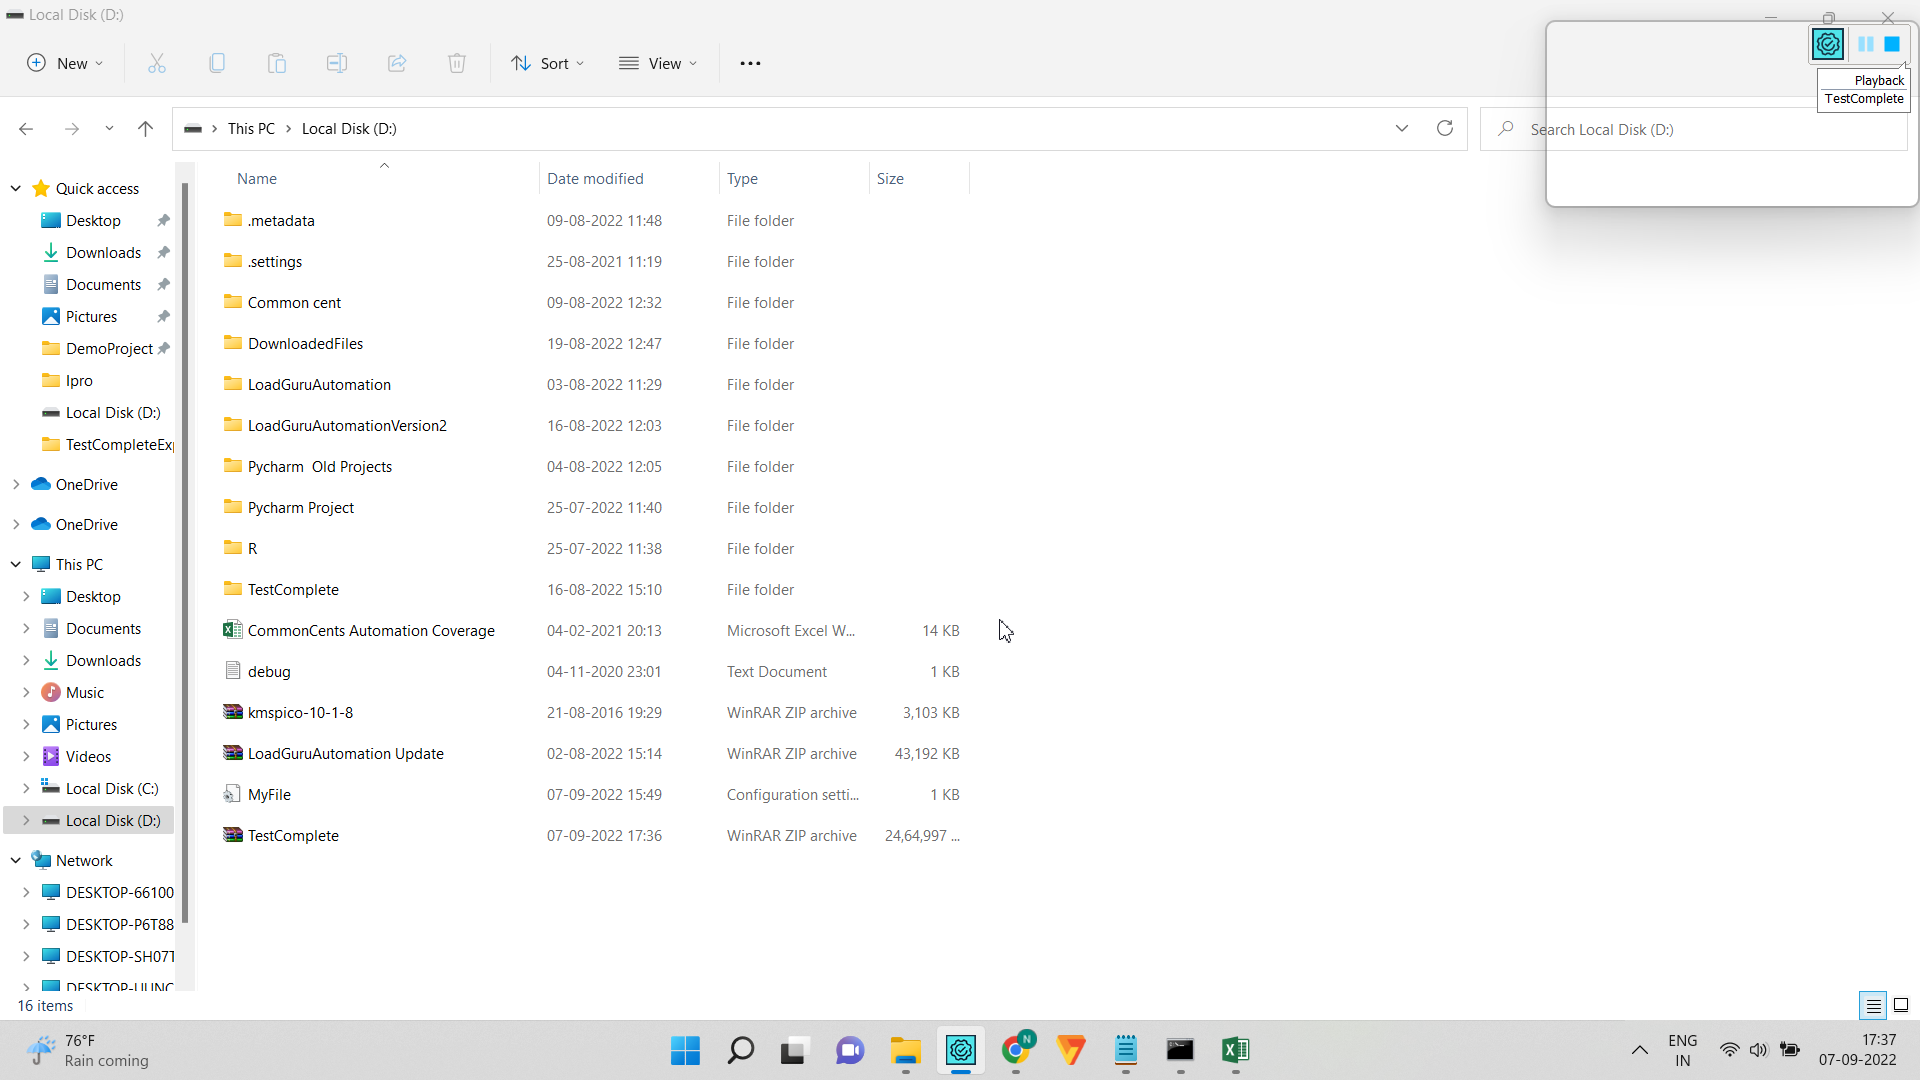 Local Disk (D:)
New
Sort
View
Playback
TestComplete
This PC
Local Disk (D:)
Search Local Disk (D:)
Name
Date modified
Type
Size
Quick access
Desktop
Downloads
Documents
Pictures
DemoProject
Ipro
Local Disk (D:)
TestCompleteExp
OneDrive
OneDrive
This PC
Desktop
Documents
Downloads
Music
Pictures
Videos
Local Disk (C:)
Local Disk (D:)
Network
DESKTOP-66100
DESKTOP-P6T88
DESKTOP-SH07T
DESKTOP-UUNC
.metadata 09-08-2022 11:48 File folder
.settings 25-08-2021 11:19 File folder
Common cent 09-08-2022 12:32 File folder
DownloadedFiles 19-08-2022 12:47 File folder
LoadGuruAutomation 03-08-2022 11:29 File folder
LoadGuruAutomationVersion2 16-08-2022 12:03 File folder
Pycharm  Old Projects 04-08-2022 12:05 File folder
Pycharm Project 25-07-2022 11:40 File folder
R 25-07-2022 11:38 File folder
TestComplete 16-08-2022 15:10 File folder
CommonCents Automation Coverage 04-02-2021 20:13 Microsoft Excel W... 14 KB
debug 04-11-2020 23:01 Text Document 1 KB
kmspico-10-1-8 21-08-2016 19:29 WinRAR ZIP archive 3,103 KB
LoadGuruAutomation Update 02-08-2022 15:14 WinRAR ZIP archive 43,192 KB
MyFile 07-09-2022 15:49 Configuration setti... 1 KB
TestComplete 07-09-2022 17:36 WinRAR ZIP archive 24,64,997 ...
16 items
76°F
Rain coming
N
ENG
IN
17:37
07-09-2022